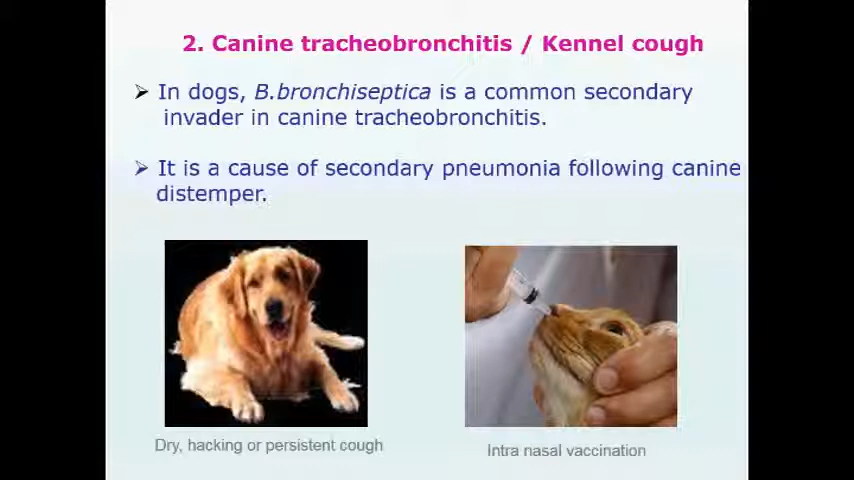 2. Canine tracheobronchitis / Kennel cough
➢ In dogs, B.bronchiseptica is a common secondary
invader in canine tracheobronchitis.
➢ It is a cause of secondary pneumonia following canine
distemper.
Dry, hacking or persistent cough
Intra nasal vaccination